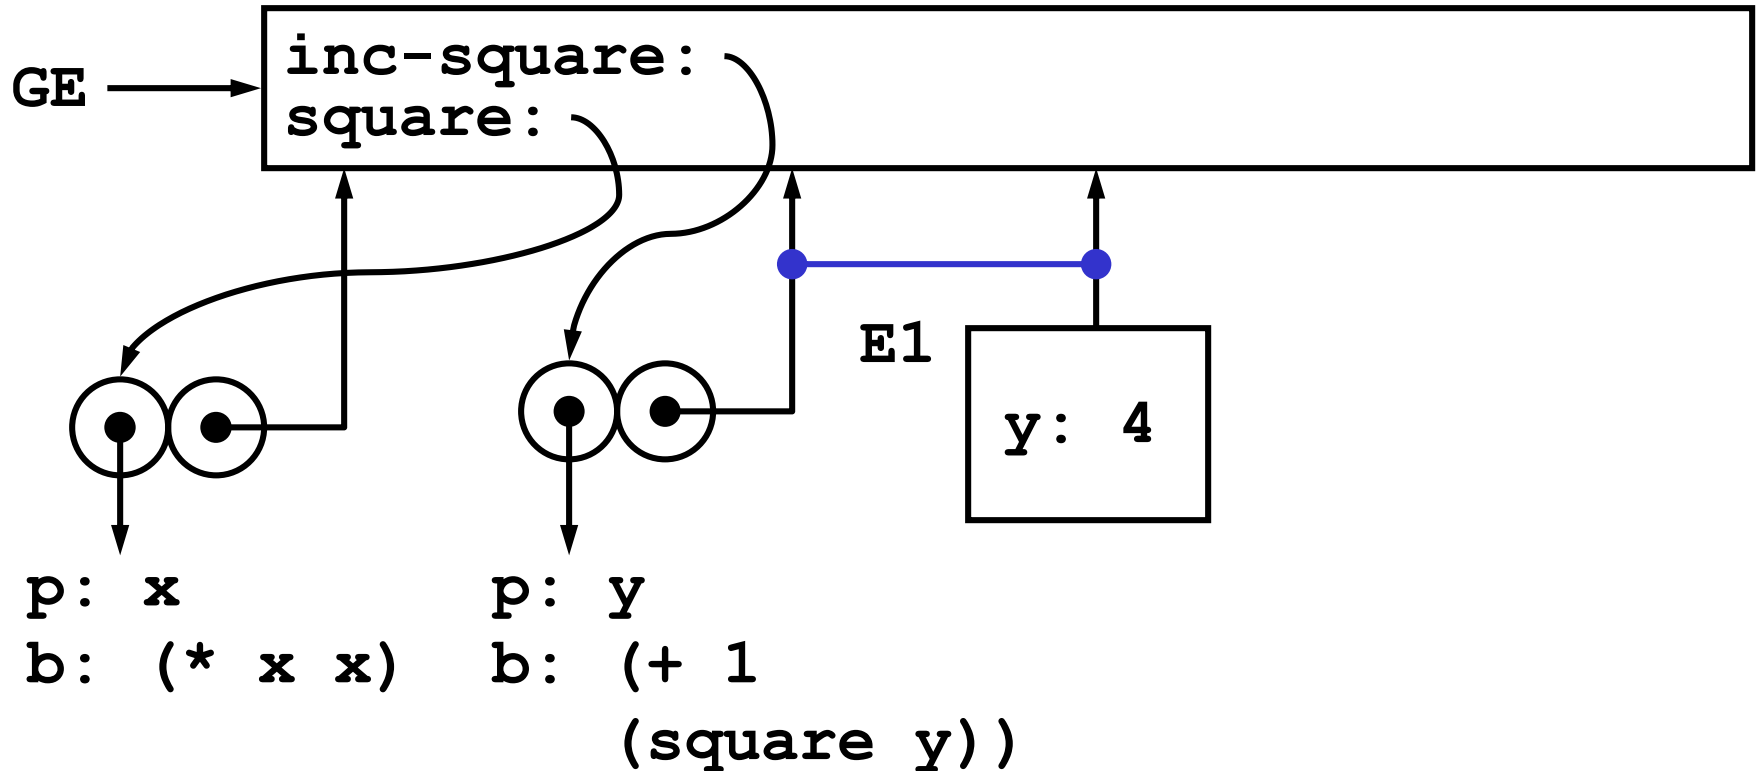 GE
inc-square:
square:
E1
y: 4
p: x
b: (* x x)
p: y
b: (+ 1
(square y))